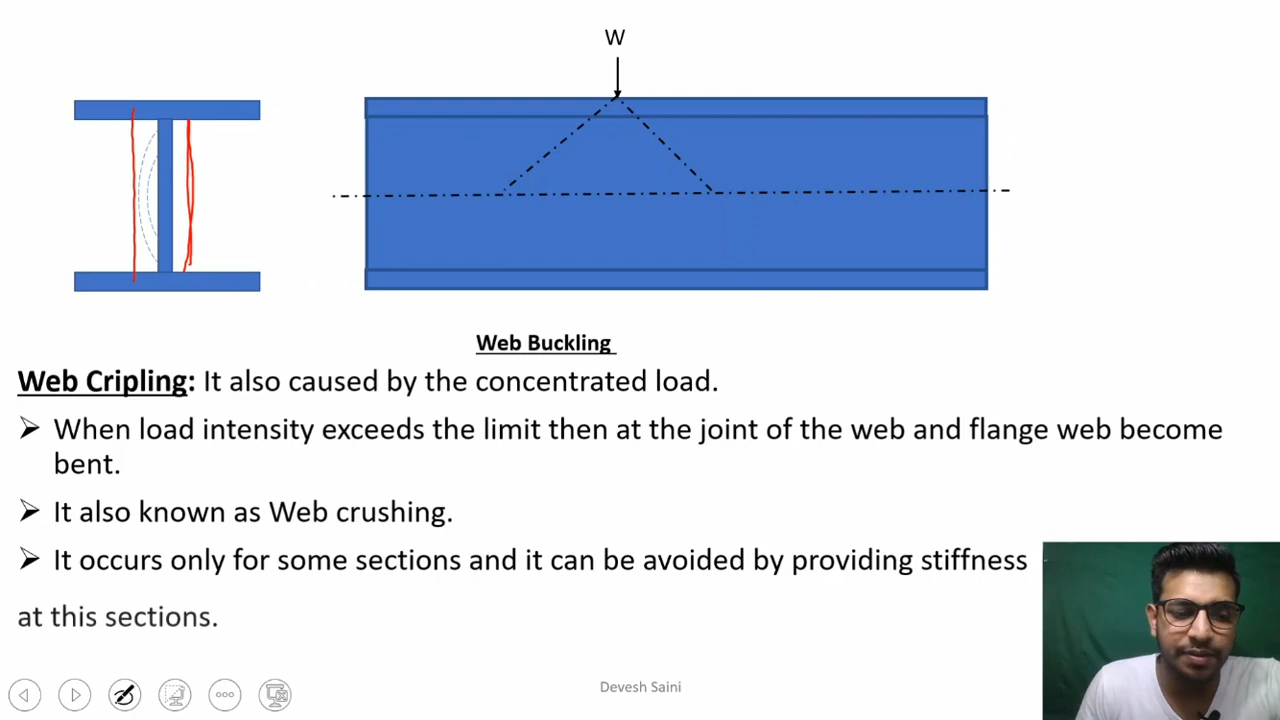 W
Web Buckling
Web Cripling: It also caused by the concentrated load.
➢ When load intensity exceeds the limit then at the joint of the web and flange web become
bent.
➢ It also known as Web crushing.
➢ It occurs only for some sections and it can be avoided by providing stiffness
at this sections.
Devesh Saini